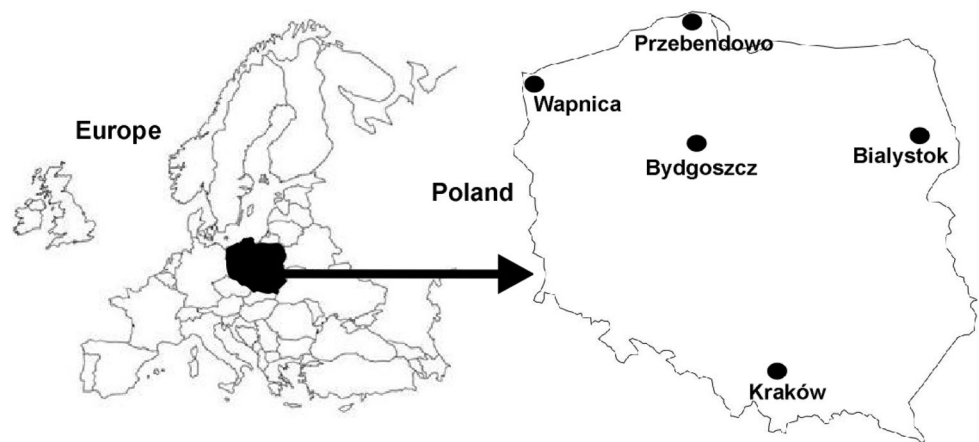 Europe
Poland
Przebendowo
Wapnica
Bydgoszcz
Bialystok
Kraków